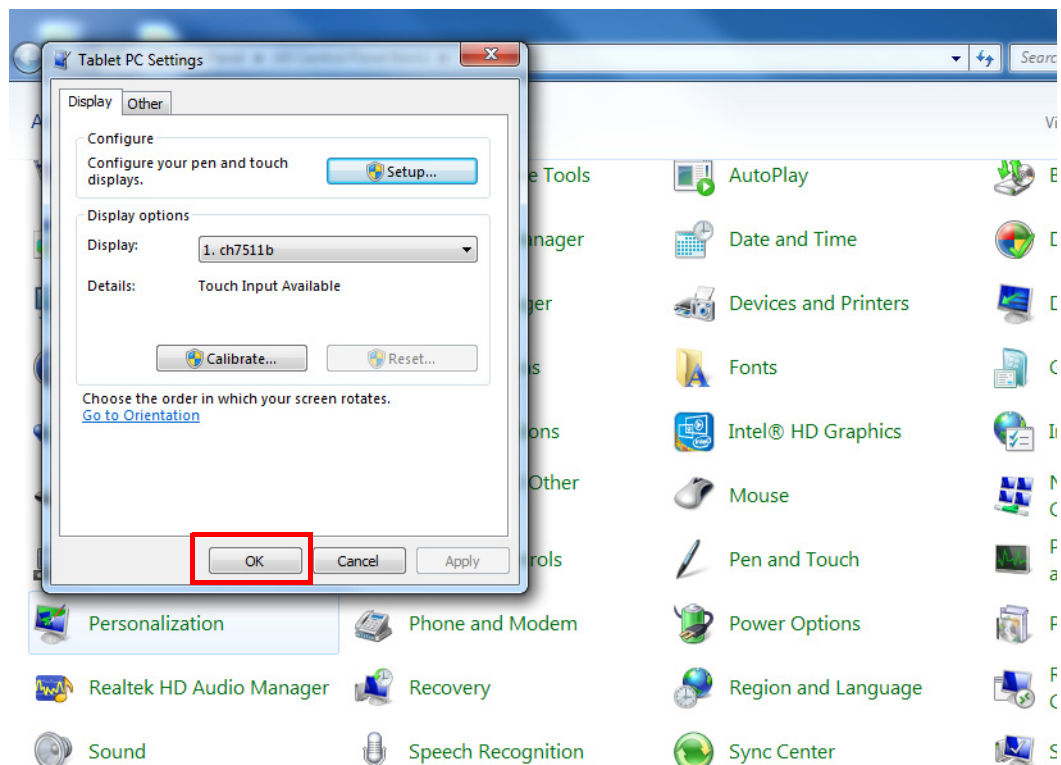 Tablet PC Settings
Searc
Display
Other
Configure
Configure your pen and touch
displays.
Setup...
Display options
Display:
1. ch7511b
Details:
Touch Input Available
Calibrate...
Reset...
Choose the order in which your screen rotates.
Go to Orientation
OK
Cancel
Apply
A
Vi
e Tools
AutoPlay
B
nager
Date and Time
D
ger
Devices and Printers
D
s
Fonts
G
ons
Intel® HD Graphics
I
Other
Mouse
N
C
rols
Pen and Touch
P
a
Personalization
Phone and Modem
Power Options
P
Realtek HD Audio Manager
Recovery
Region and Language
R
C
Sound
Speech Recognition
Sync Center
S